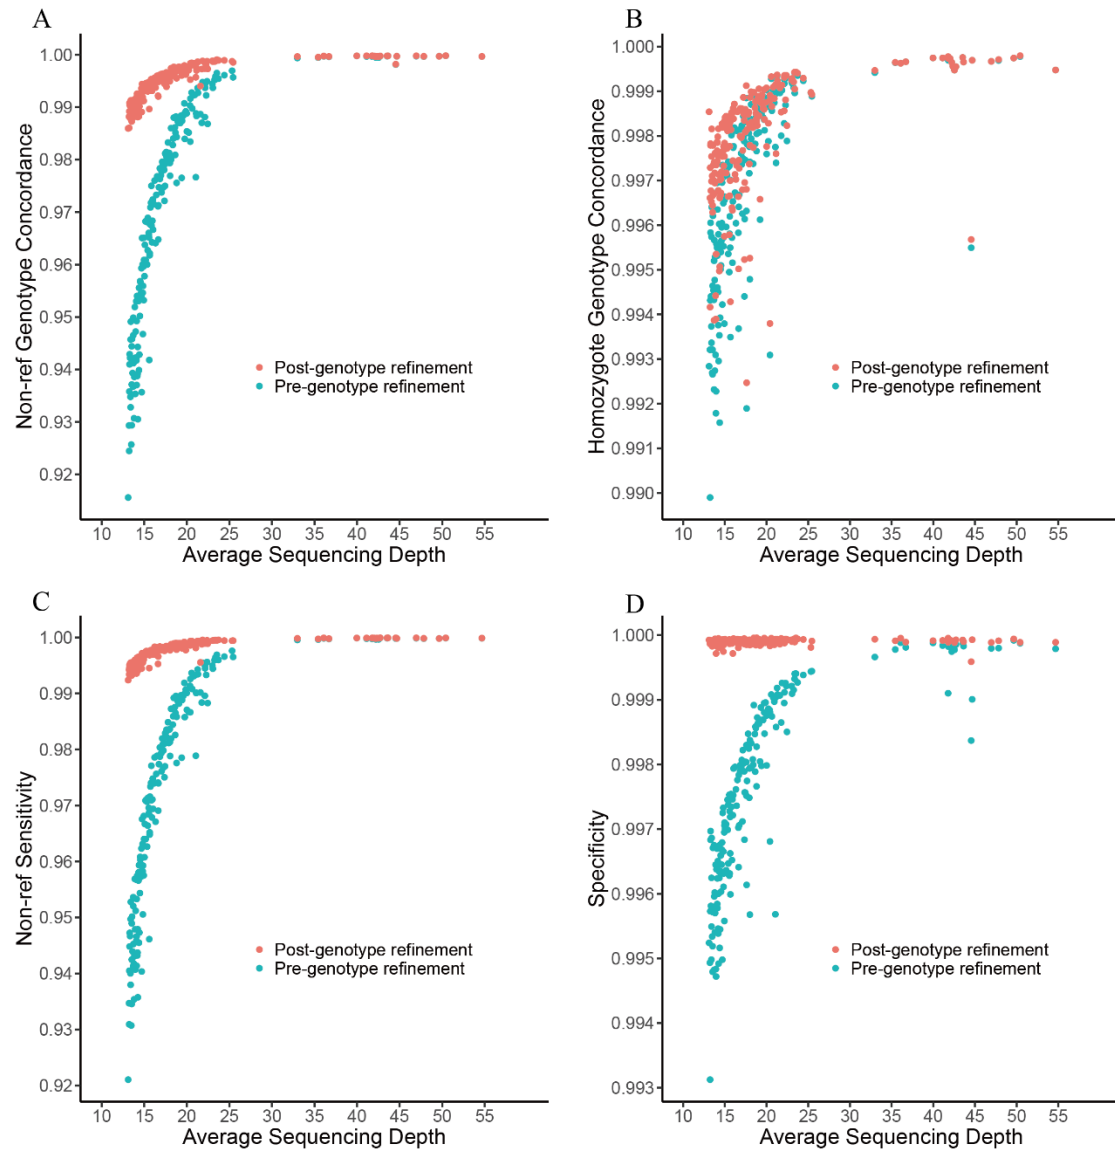 A
Non-ref Genotype Concordance
1.00
0.99
0.98
0.97
0.96
0.95
0.94
0.93
0.92
Post-genotype refinement
Pre-genotype refinement
10 15 20 25 30 35 40 45 50 55
Average Sequencing Depth
B
Homozygote Genotype Concordance
1.000
0.999
0.998
0.997
0.996
0.995
0.994
0.993
0.992
0.991
0.990
Post-genotype refinement
Pre-genotype refinement
10 15 20 25 30 35 40 45 50 55
Average Sequencing Depth
C
Non-ref Sensitivity
1.00
0.99
0.98
0.97
0.96
0.95
0.94
0.93
0.92
Post-genotype refinement
Pre-genotype refinement
10 15 20 25 30 35 40 45 50 55
Average Sequencing Depth
D
Specificity
1.000
0.999
0.998
0.997
0.996
0.995
0.994
0.993
Post-genotype refinement
Pre-genotype refinement
10 15 20 25 30 35 40 45 50 55
Average Sequencing Depth